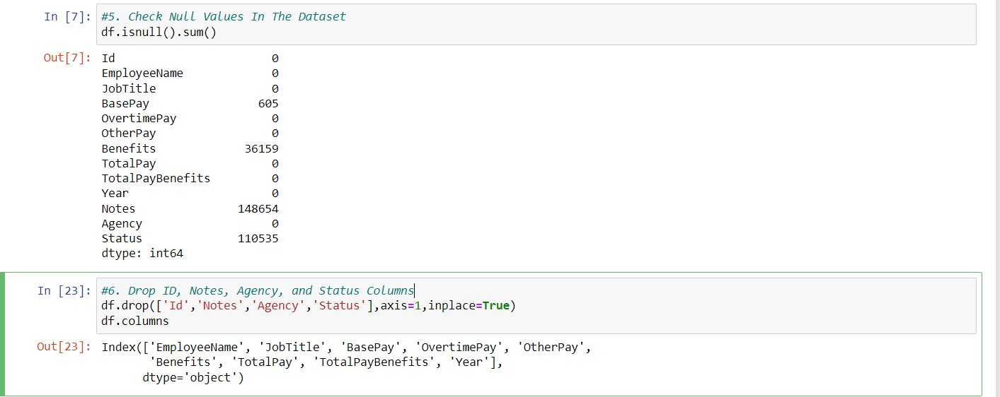 In [7]: #5. Check Null Values In The Dataset
df.isnull().sum()
Out[7]: Id 0
EmployeeName 0
JobTitle 0
BasePay 605
OvertimePay 0
OtherPay 0
Benefits 36159
TotalPay 0
TotalPayBenefits 0
Year 0
Notes 148654
Agency 0
Status 110535
dtype: int64
In [23]: #6. Drop ID, Notes, Agency, and Status Columns
df.drop(['Id','Notes','Agency','Status'],axis=1,inplace=True)
df.columns
Out[23]: Index(['EmployeeName', 'JobTitle', 'BasePay', 'OvertimePay', 'OtherPay',
'Benefits', 'TotalPay', 'TotalPayBenefits', 'Year'],
dtype='object')